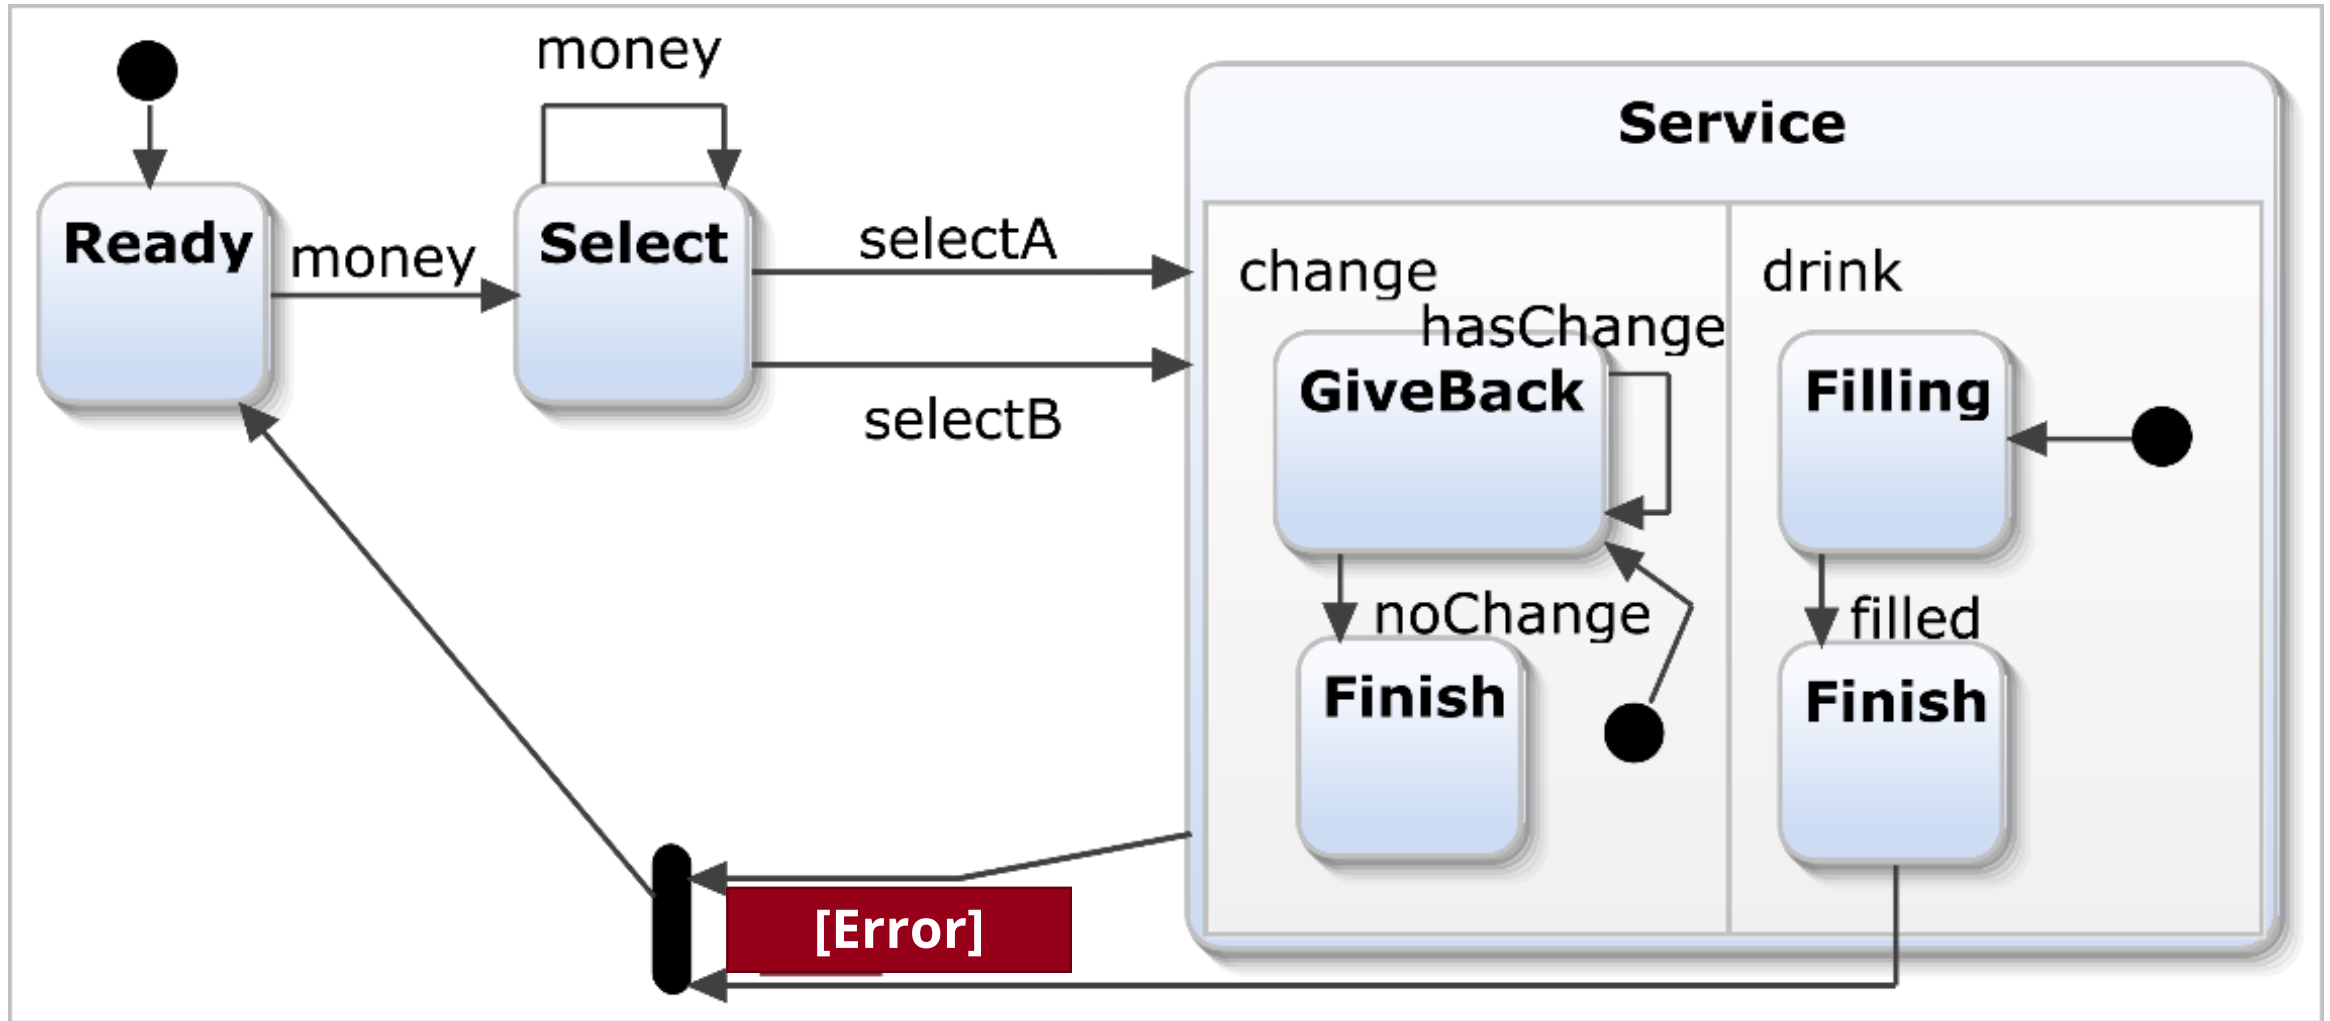 money
Ready
money
Select
selectA
selectB
Service
change
hasChange
GiveBack
noChange
Finish
drink
Filling
filled
Finish
[Error]